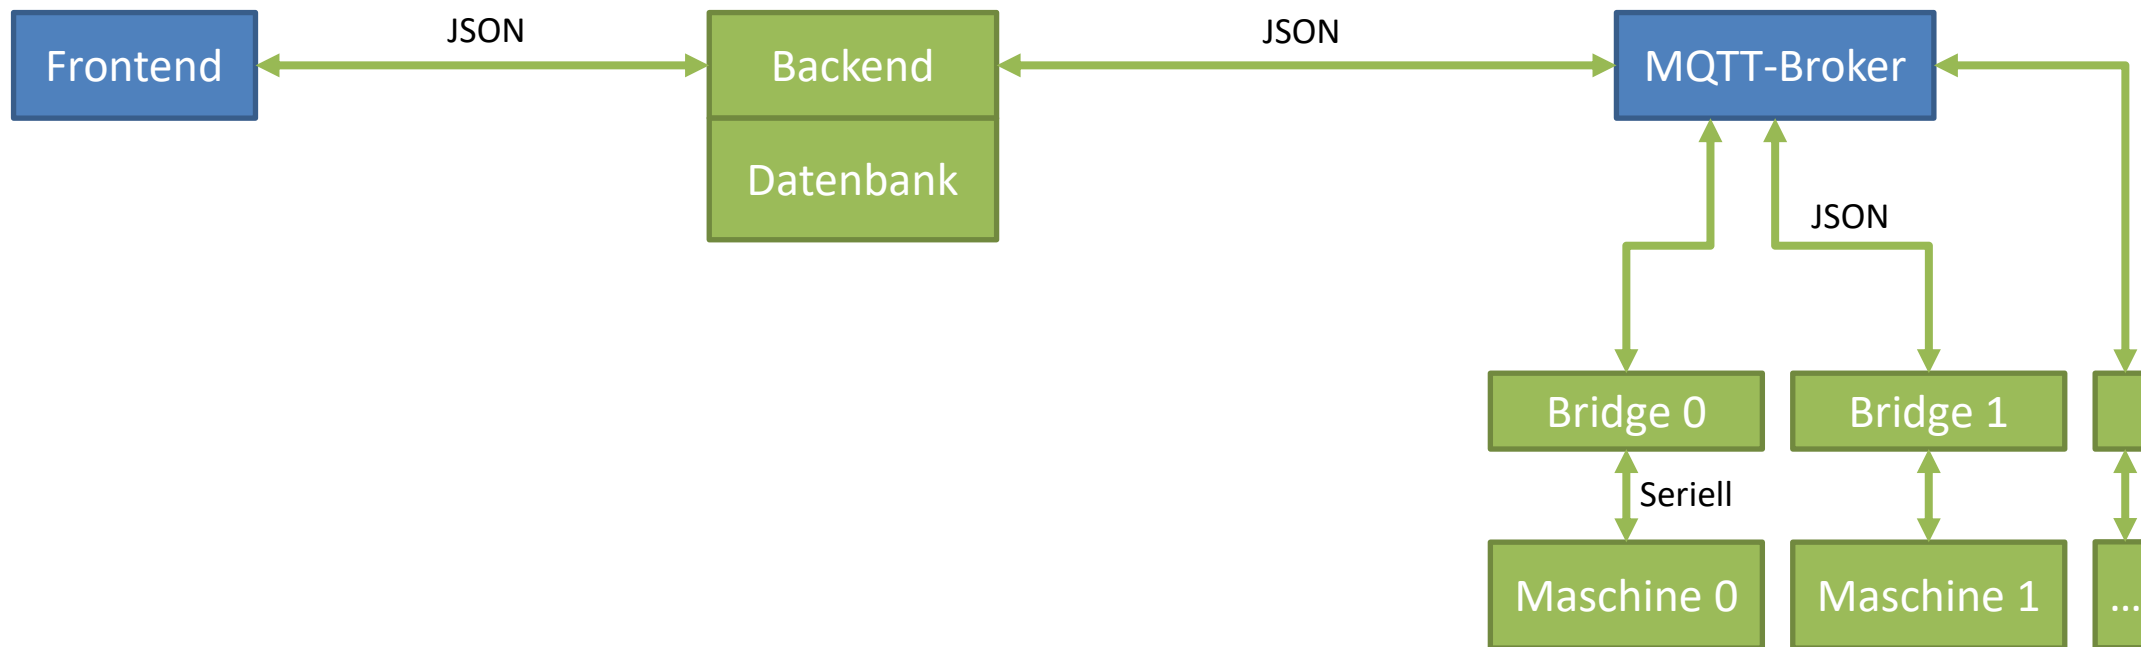 JSON
JSON
Frontend
Backend
MQTT-Broker
Datenbank
JSON
Bridge 0
Bridge 1
Seriell
Maschine 0
Maschine 1
...